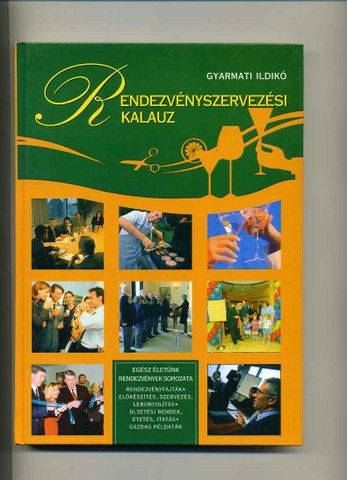 GYARMATI ILDIKÓ
RENDEZVÉNYSZERVEZÉSI
KALAUZ
EGÉSZ ÉLETÜNK
RENDEZVÉNYEK SOROZATA
RENDEZVÉNYFAJTÁK•
ELŐKÉSZÍTÉS, SZERVEZÉS,
LEBONYOLÍTÁS•
ÜLTETÉSI RENDEK,
ETETÉS, ITATÁS•
GAZDAG PÉLDATÁR